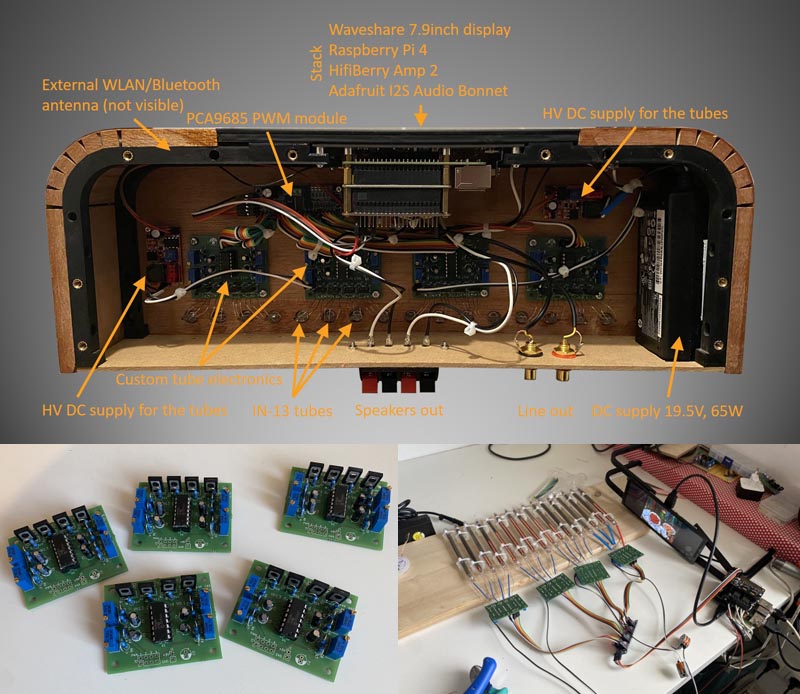 Stack
Waveshare 7.9inch display
Raspberry Pi 4
HifiBerry Amp 2
Adafruit I2S Audio Bonnet
External WLAN/Bluetooth
antenna (not visible)
PCA9685 PWM module
HV DC supply for the tubes
Custom tube electronics
HV DC supply for the tubes
IN-13 tubes
Speakers out
Line out
DC supply 19.5V, 65W